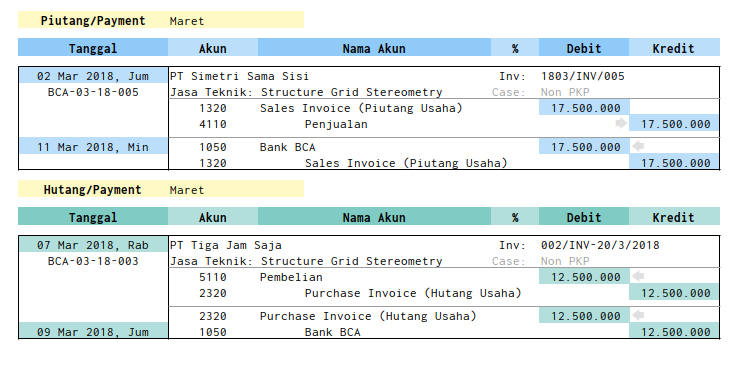 Piutang/Payment Maret
Tanggal Akun Nama Akun % Debit Kredit
02 Mar 2018, Jum PT Simetri Sama Sisi Inv: 1803/INV/005
BCA-03-18-005 Jasa Teknik: Structure Grid Stereometry Case: Non PKP
1320 Sales Invoice (Piutang Usaha) 17.500.000
4110 Penjualan 17.500.000
11 Mar 2018, Min 1050 Bank BCA 17.500.000
1320 Sales Invoice (Piutang Usaha) 17.500.000
Hutang/Payment Maret
Tanggal Akun Nama Akun % Debit Kredit
07 Mar 2018, Rab PT Tiga Jam Saja Inv: 002/INV-20/3/2018
BCA-03-18-003 Jasa Teknik: Structure Grid Stereometry Case: Non PKP
5110 Pembelian 12.500.000
2320 Purchase Invoice (Hutang Usaha) 12.500.000
2320 Purchase Invoice (Hutang Usaha) 12.500.000
09 Mar 2018, Jum 1050 Bank BCA 12.500.000